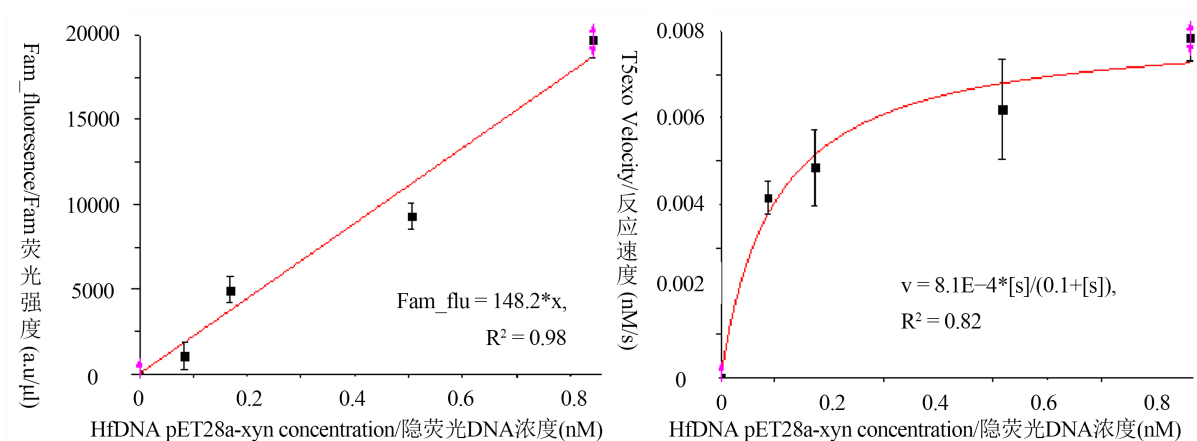 Fam_fluoresence/Fam荧光强度 (a.u/μl)
20000
15000
10000
5000
0
Fam_flu = 148.2*x,
R² = 0.98
0 0.2 0.4 0.6 0.8
HfDNA pET28a-xyn concentration/隐荧光DNA浓度(nM)
T5exo Velocity/反应速度 (nM/s)
0.008
0.006
0.004
0.002
0
v = 8.1E−4*[s]/(0.1+[s]),
R² = 0.82
0 0.2 0.4 0.6 0.8
HfDNA pET28a-xyn concentration/隐荧光DNA浓度(nM)